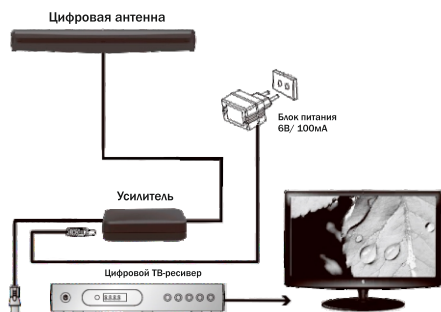 Цифровая антенна
Блок питания
6В/ 100мА
Усилитель
Цифровой ТВ-ресивер